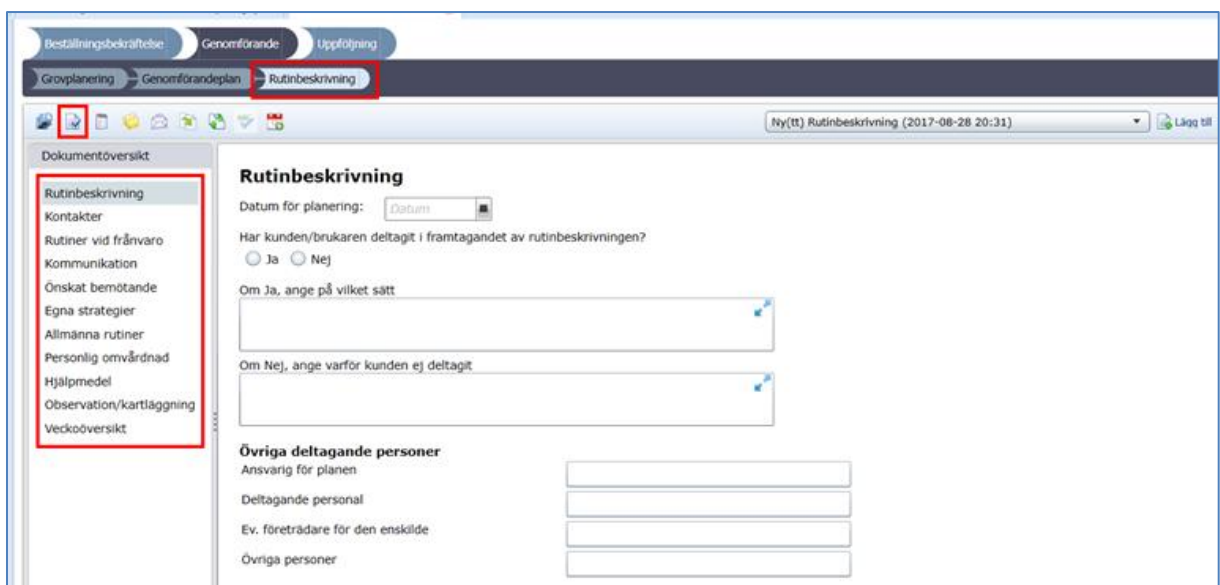 Beställningsbekräftelse Genomförande Uppföljning
Grovplanering Genomförandeplan Rutinbeskrivning
Ny(tt) Rutinbeskrivning (2017-08-28 20:31) Lägg till
Dokumentöversikt
Rutinbeskrivning
Kontakter
Rutiner vid frånvaro
Kommunikation
Önskat bemötande
Egna strategier
Allmänna rutiner
Personlig omvårdnad
Hjälpmedel
Observation/kartläggning
Veckoöversikt
Rutinbeskrivning
Datum för planering: Datum
Har kunden/brukaren deltagit i framtagandet av rutinbeskrivningen?
Ja Nej
Om Ja, ange på vilket sätt
Om Nej, ange varför kunden ej deltagit
Övriga deltagande personer
Ansvarig för planen
Deltagande personal
Ev. företrädare för den enskilde
Övriga personer